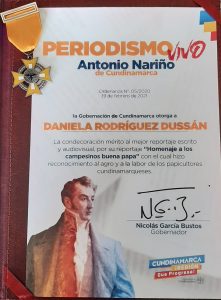 PERIODISMO VIVO
Antonio Nariño
de Cundinamarca
Ordenanza N°. 05/2020
19 de febrero de 2021
la Gobernación de Cundinamarca otorga a
DANIELA RODRÍGUEZ DUSSÁN
La condecoración mérito al mejor reportaje escrito
y audiovisual, por su reportaje "Homenaje a los
campesinos buena papa" con el cual hizo
reconocimiento al agro y a la labor de los papicultores
cundinamarqueses.
Nicolás García Bustos
Gobernador
CUNDINAMARCA
¡REGIÓN
Que Progresa!